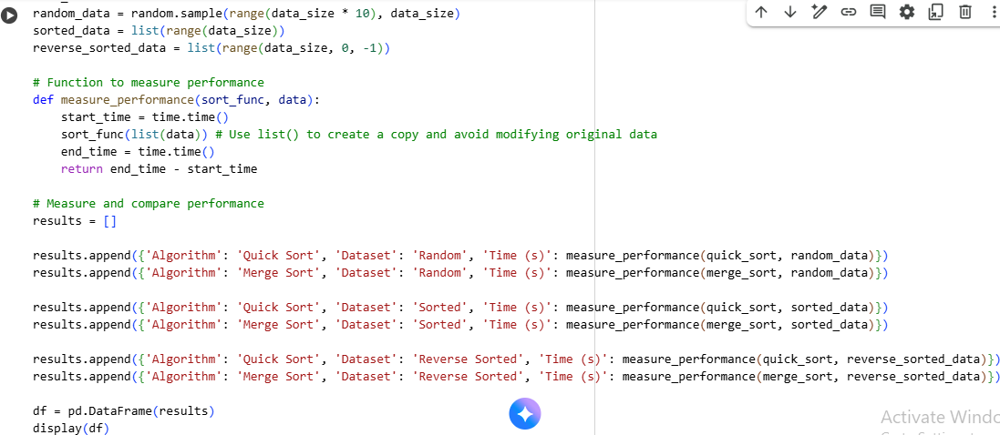 random_data = random.sample(range(data_size * 10), data_size)
sorted_data = list(range(data_size))
reverse_sorted_data = list(range(data_size, 0, -1))
# Function to measure performance
def measure_performance(sort_func, data):
    start_time = time.time()
    sort_func(list(data)) # Use list() to create a copy and avoid modifying original data
    end_time = time.time()
    return end_time - start_time
# Measure and compare performance
results = []
results.append({'Algorithm': 'Quick Sort', 'Dataset': 'Random', 'Time (s)': measure_performance(quick_sort, random_data)})
results.append({'Algorithm': 'Merge Sort', 'Dataset': 'Random', 'Time (s)': measure_performance(merge_sort, random_data)})
results.append({'Algorithm': 'Quick Sort', 'Dataset': 'Sorted', 'Time (s)': measure_performance(quick_sort, sorted_data)})
results.append({'Algorithm': 'Merge Sort', 'Dataset': 'Sorted', 'Time (s)': measure_performance(merge_sort, sorted_data)})
results.append({'Algorithm': 'Quick Sort', 'Dataset': 'Reverse Sorted', 'Time (s)': measure_performance(quick_sort, reverse_sorted_data)})
results.append({'Algorithm': 'Merge Sort', 'Dataset': 'Reverse Sorted', 'Time (s)': measure_performance(merge_sort, reverse_sorted_data)})
df = pd.DataFrame(results)
display(df)
Activate Windo